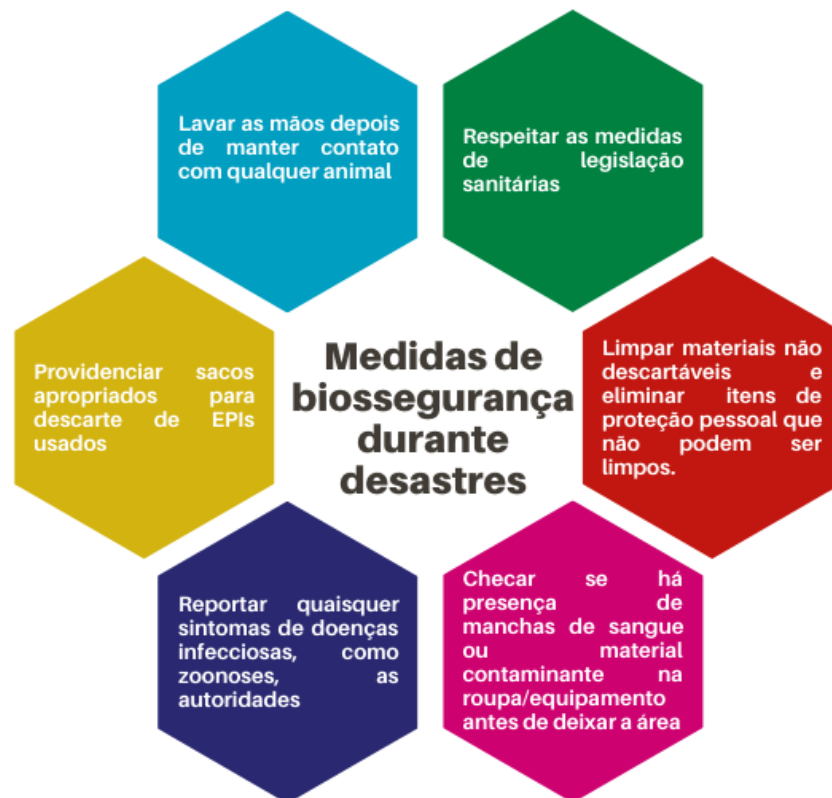 Lavar as mãos depois
de manter contato
com qualquer animal
Respeitar as medidas
de legislação
sanitárias
Providenciar sacos
apropriados para
descarte de EPIs
usados
Medidas de
biossegurança
durante
desastres
Limpar materiais não
descartáveis e
eliminar itens de
proteção pessoal que
não podem ser
limpos.
Reportar quaisquer
sintomas de doenças
infecciosas, como
zoonoses, as
autoridades
Checar se há
presença de
manchas de sangue
ou material
contaminante na
roupa/equipamento
antes de deixar a área